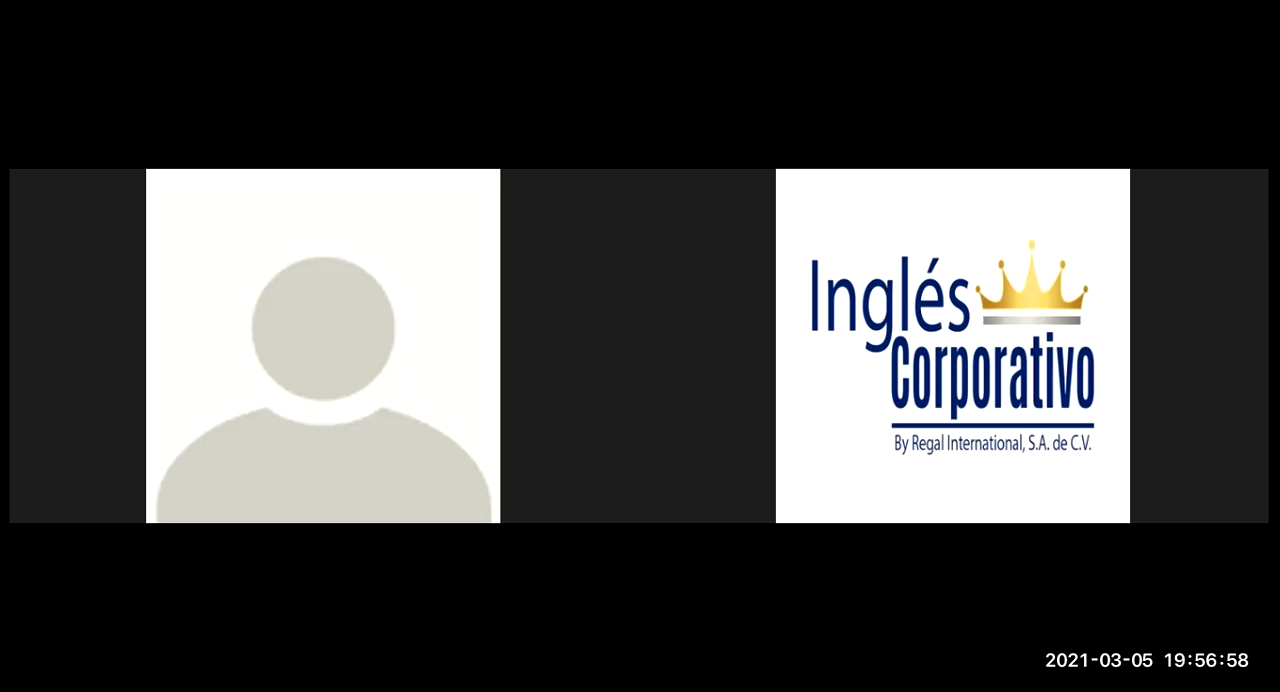 Inglés
Corporativo
By Regal International, S.A. de C.V.
2021-03-05 19:56:58